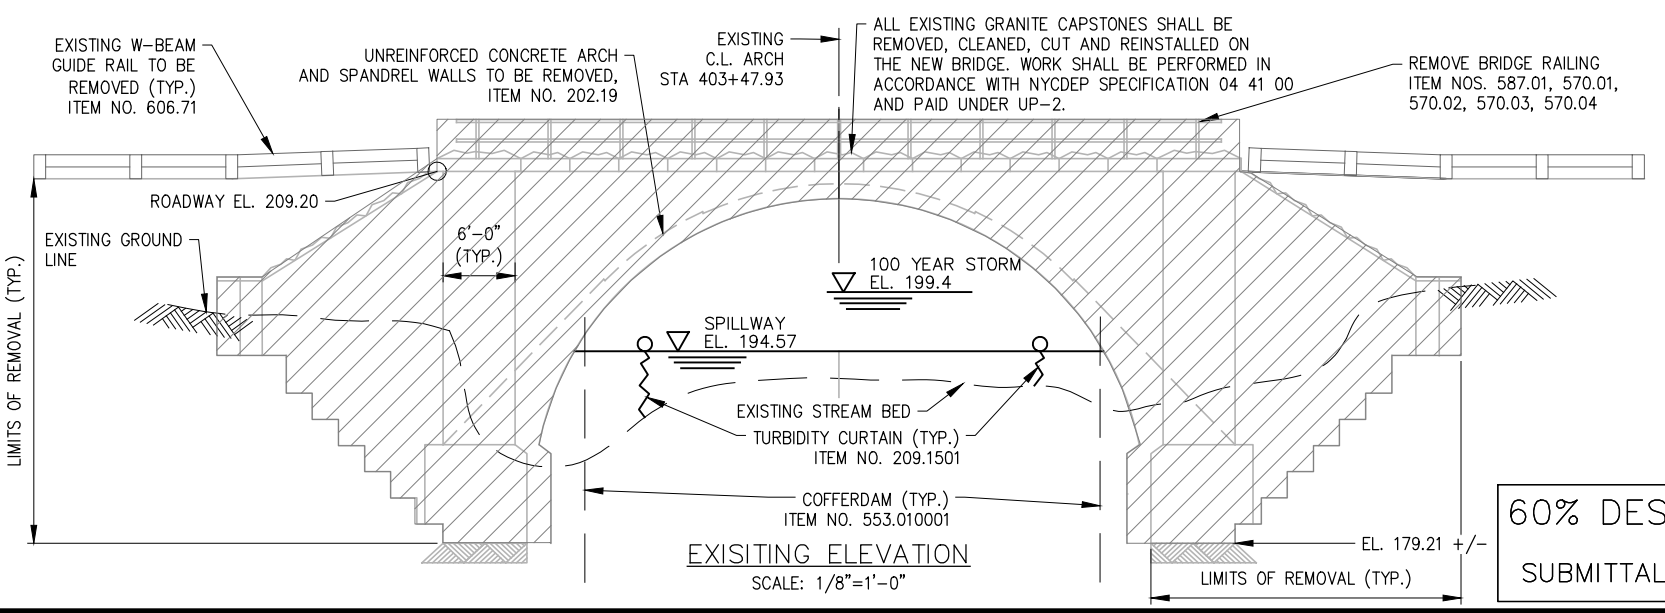 EXISTING W-BEAM
GUIDE RAIL TO BE
REMOVED (TYP.)
ITEM NO. 606.71
UNREINFORCED CONCRETE ARCH
AND SPANDREL WALLS TO BE REMOVED,
ITEM NO. 202.19
EXISTING
C.L. ARCH
STA 403+47.93
ALL EXISTING GRANITE CAPSTONES SHALL BE
REMOVED, CLEANED, CUT AND REINSTALLED ON
THE NEW BRIDGE. WORK SHALL BE PERFORMED IN
ACCORDANCE WITH NYCDEP SPECIFICATION 04 41 00
AND PAID UNDER UP-2.
REMOVE BRIDGE RAILING
ITEM NOS. 587.01, 570.01,
570.02, 570.03, 570.04
ROADWAY EL. 209.20
EXISTING GROUND
LINE
6'-0"
(TYP.)
LIMITS OF REMOVAL (TYP.)
100 YEAR STORM
EL. 199.4
SPILLWAY
EL. 194.57
EXISTING STREAM BED
TURBIDITY CURTAIN (TYP.)
ITEM NO. 209.1501
COFFERDAM (TYP.)
ITEM NO. 553.010001
EXISITING ELEVATION
SCALE: 1/8"=1'-0"
EL. 179.21 +/-
LIMITS OF REMOVAL (TYP.)
60% DES
SUBMITTAL